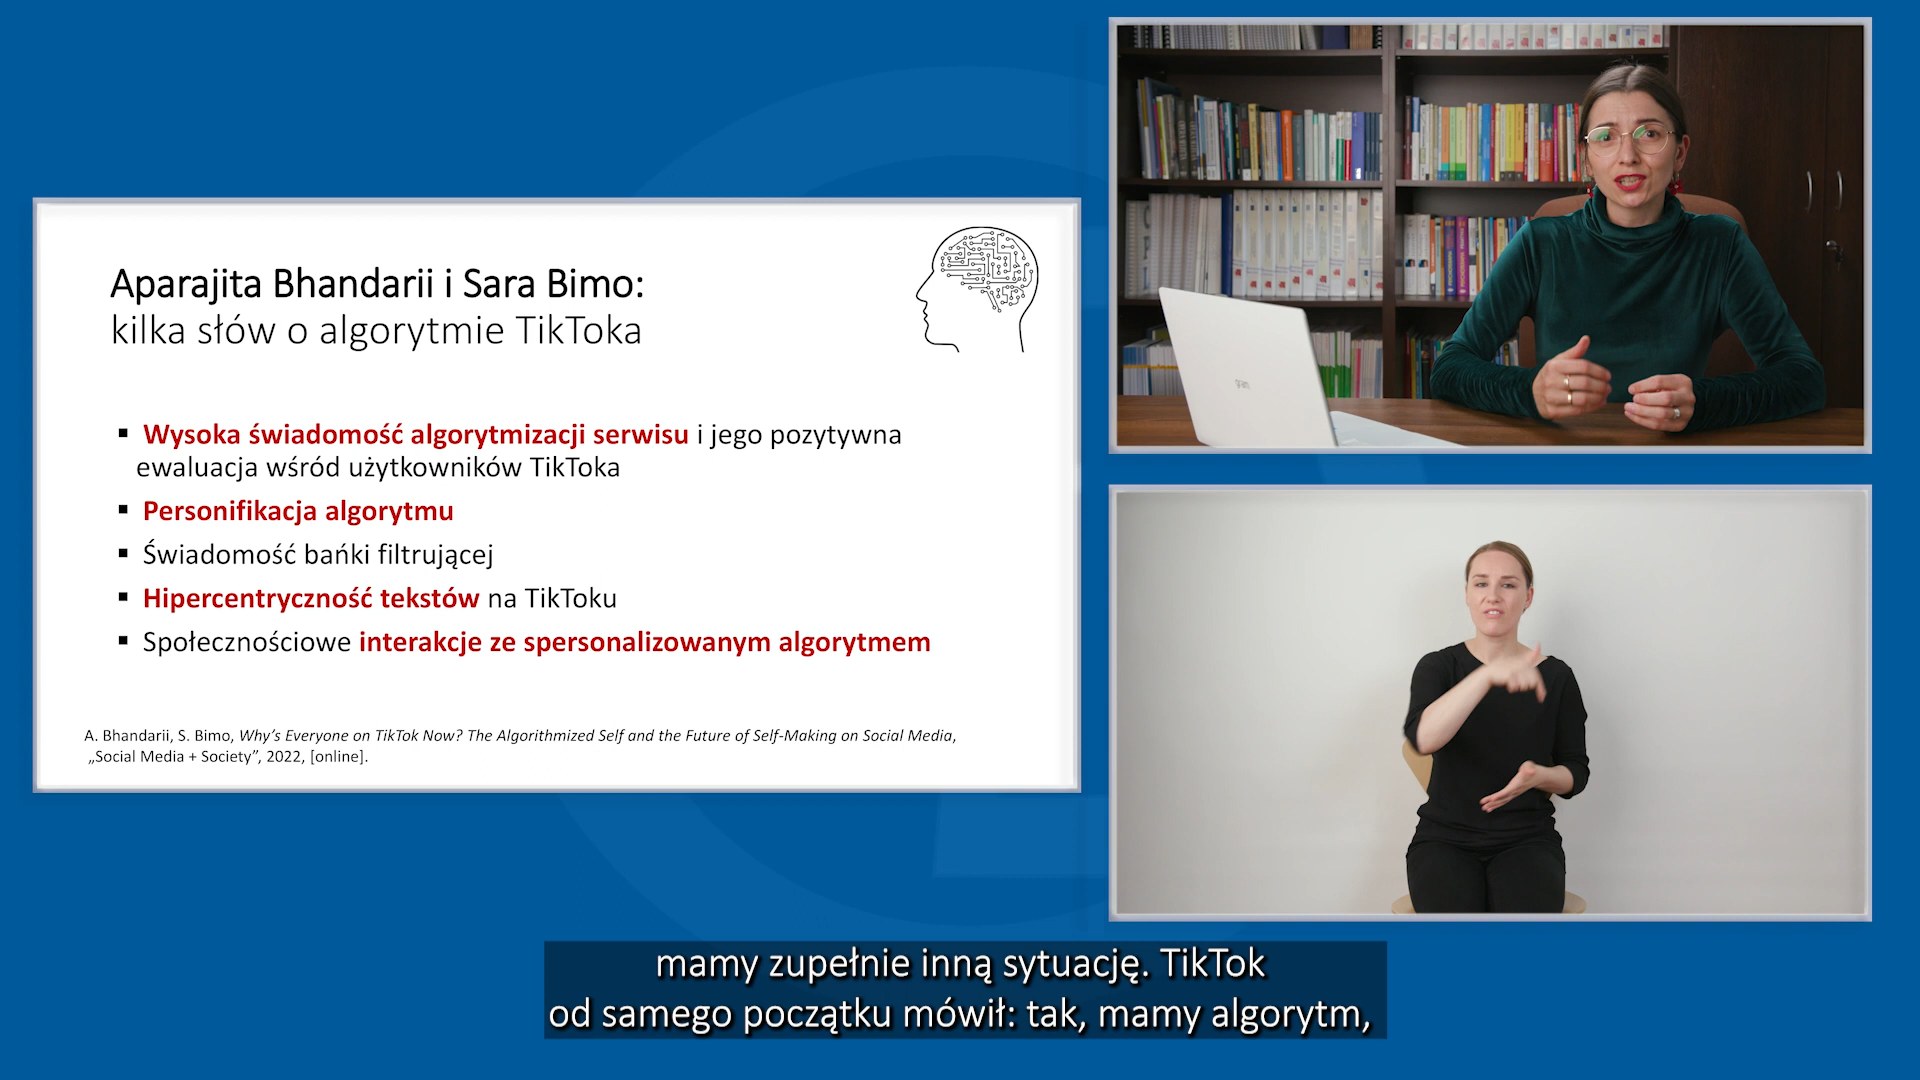 Aparajita Bhandarii i Sara Bimo:
kilka słów o algorytmie TikToka
▪ Wysoka świadomość algorytmizacji serwisu i jego pozytywna
ewaluacja wśród użytkowników TikToka
▪ Personifikacja algorytmu
▪ Świadomość bańki filtrującej
▪ Hipercentryczność tekstów na TikToku
▪ Społecznościowe interakcje ze spersonalizowanym algorytmem
A. Bhandarii, S. Bimo, Why's Everyone on TikTok Now? The Algorithmized Self and the Future of Self-Making on Social Media,
„Social Media + Society”, 2022, [online].
gram
mamy zupełnie inną sytuację. TikTok
od samego początku mówił: tak, mamy algorytm,